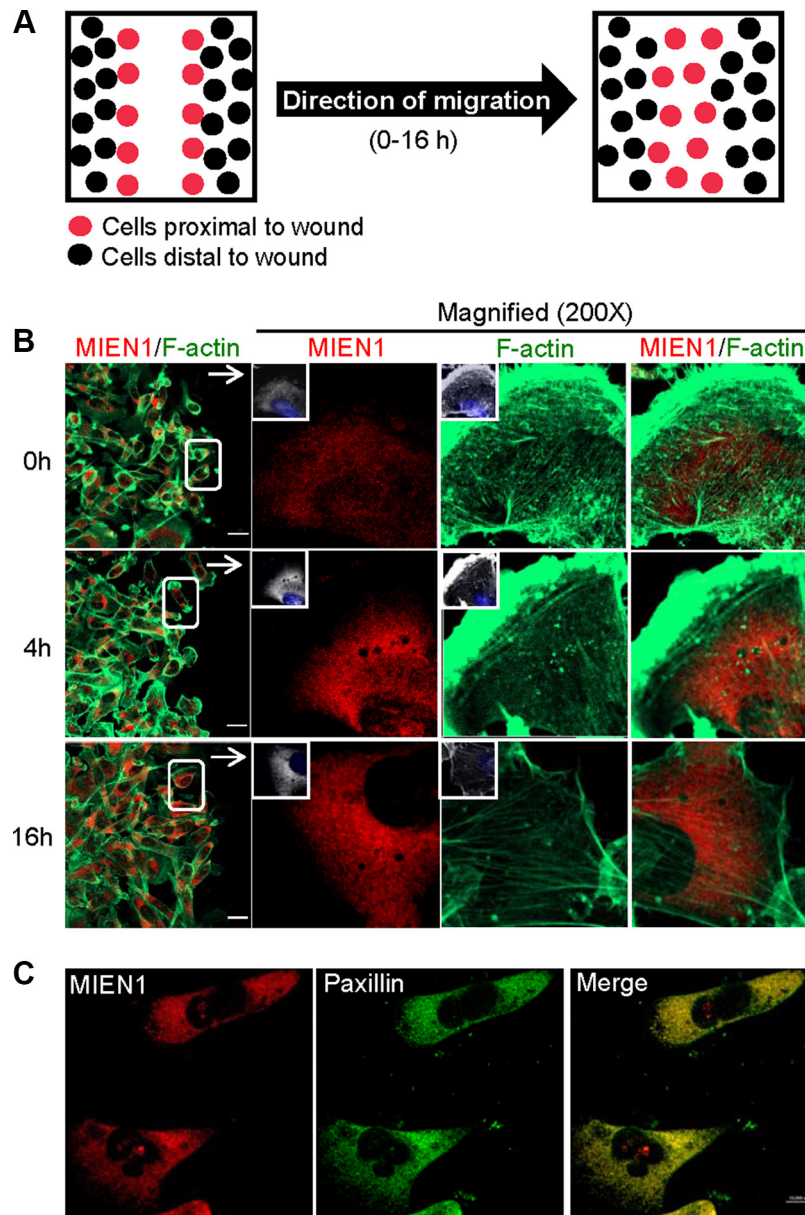 A
Direction of migration
(0-16 h)
Cells proximal to wound
Cells distal to wound
Magnified (200X)
B
MIEN1/F-actin
MIEN1
F-actin
MIEN1/F-actin
0h
4h
16h
C
MIEN1
Paxillin
Merge